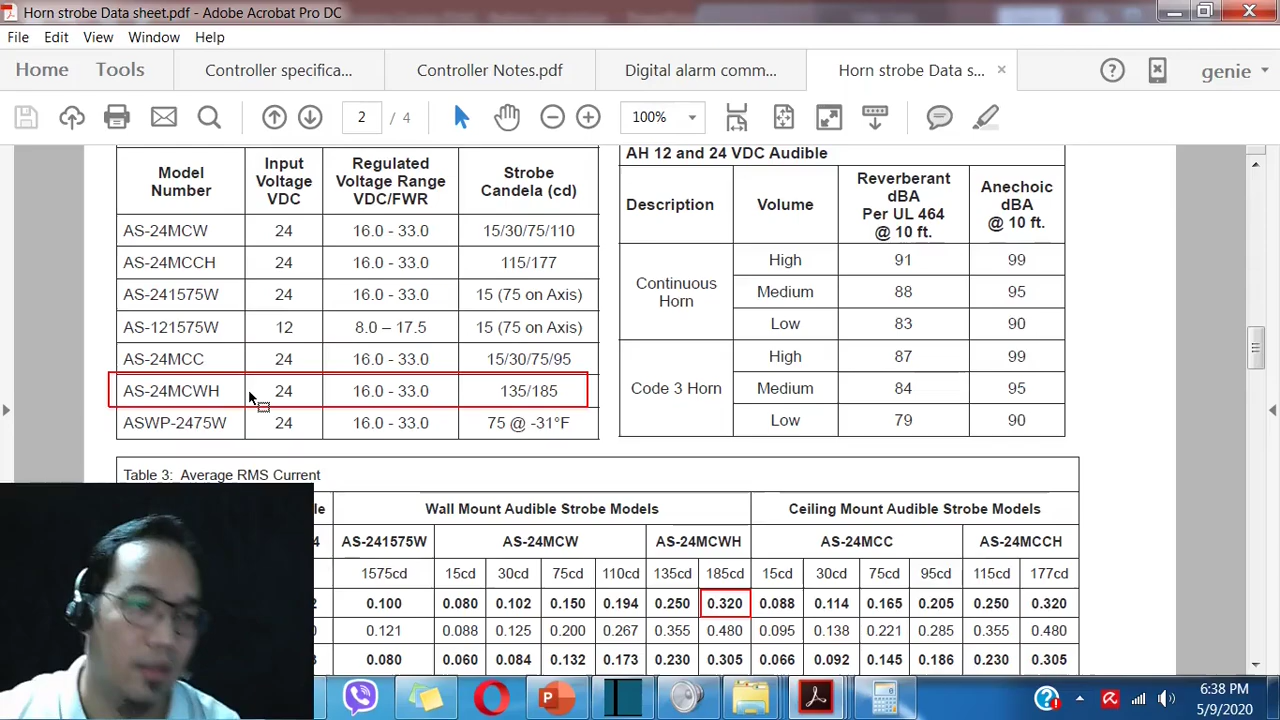 Horn strobe Data sheet.pdf - Adobe Acrobat Pro DC
File Edit View Window Help
Home Tools Controller specifica... Controller Notes.pdf Digital alarm comm... Horn strobe Data s... × genie
2 / 4 100%
Model Number Input Voltage VDC Regulated Voltage Range VDC/FWR Strobe Candela (cd)
AS-24MCW 24 16.0 - 33.0 15/30/75/110
AS-24MCCH 24 16.0 - 33.0 115/177
AS-241575W 24 16.0 - 33.0 15 (75 on Axis)
AS-121575W 12 8.0 – 17.5 15 (75 on Axis)
AS-24MCC 24 16.0 - 33.0 15/30/75/95
AS-24MCWH 24 16.0 - 33.0 135/185
ASWP-2475W 24 16.0 - 33.0 75 @ -31°F
AH 12 and 24 VDC Audible
Description Volume Reverberant dBA Per UL 464 @ 10 ft. Anechoic dBA @ 10 ft.
Continuous Horn High 91 99
Medium 88 95
Low 83 90
Code 3 Horn High 87 99
Medium 84 95
Low 79 90
Table 3: Average RMS Current
Wall Mount Audible Strobe Models Ceiling Mount Audible Strobe Models
AS-241575W AS-24MCW AS-24MCWH AS-24MCC AS-24MCCH
1575cd 15cd 30cd 75cd 110cd 135cd 185cd 15cd 30cd 75cd 95cd 115cd 177cd
0.100 0.080 0.102 0.150 0.194 0.250 0.320 0.088 0.114 0.165 0.205 0.250 0.320
0.121 0.088 0.125 0.200 0.267 0.355 0.480 0.095 0.138 0.221 0.285 0.355 0.480
0.080 0.060 0.084 0.132 0.173 0.230 0.305 0.066 0.092 0.145 0.186 0.230 0.305
6:38 PM
5/9/2020